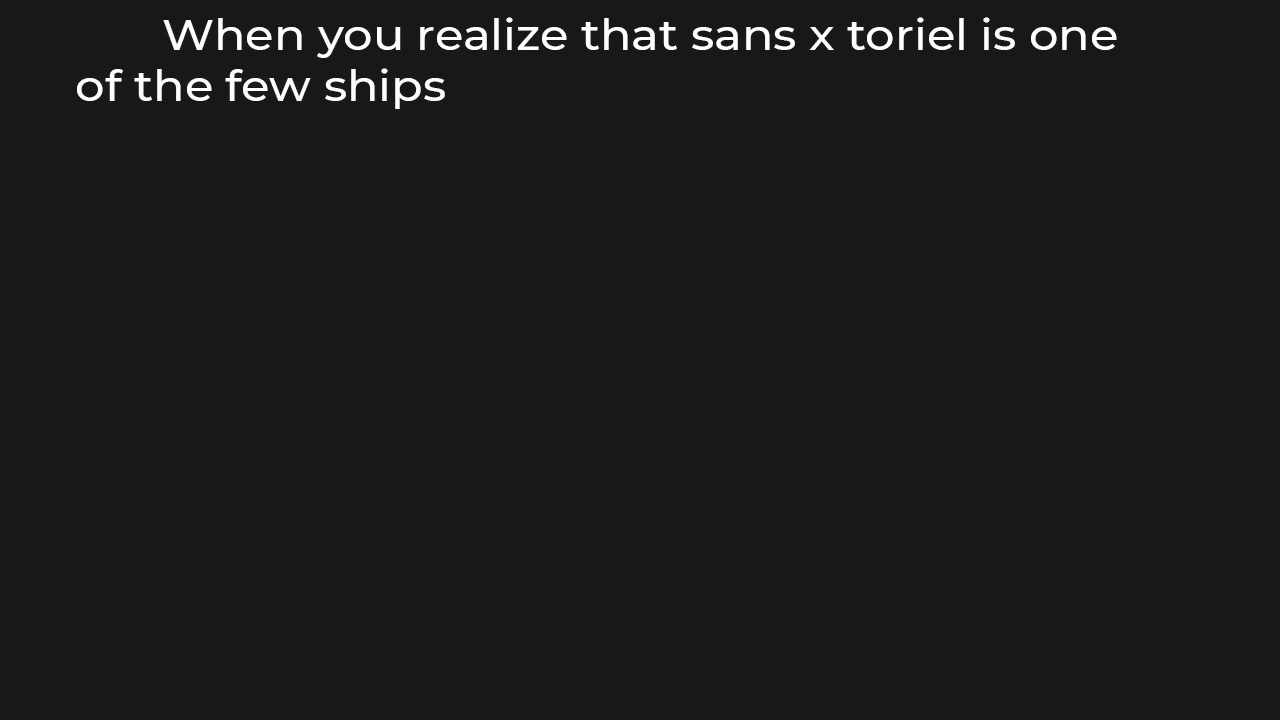 When you realize that sans x toriel is one
of the few ships